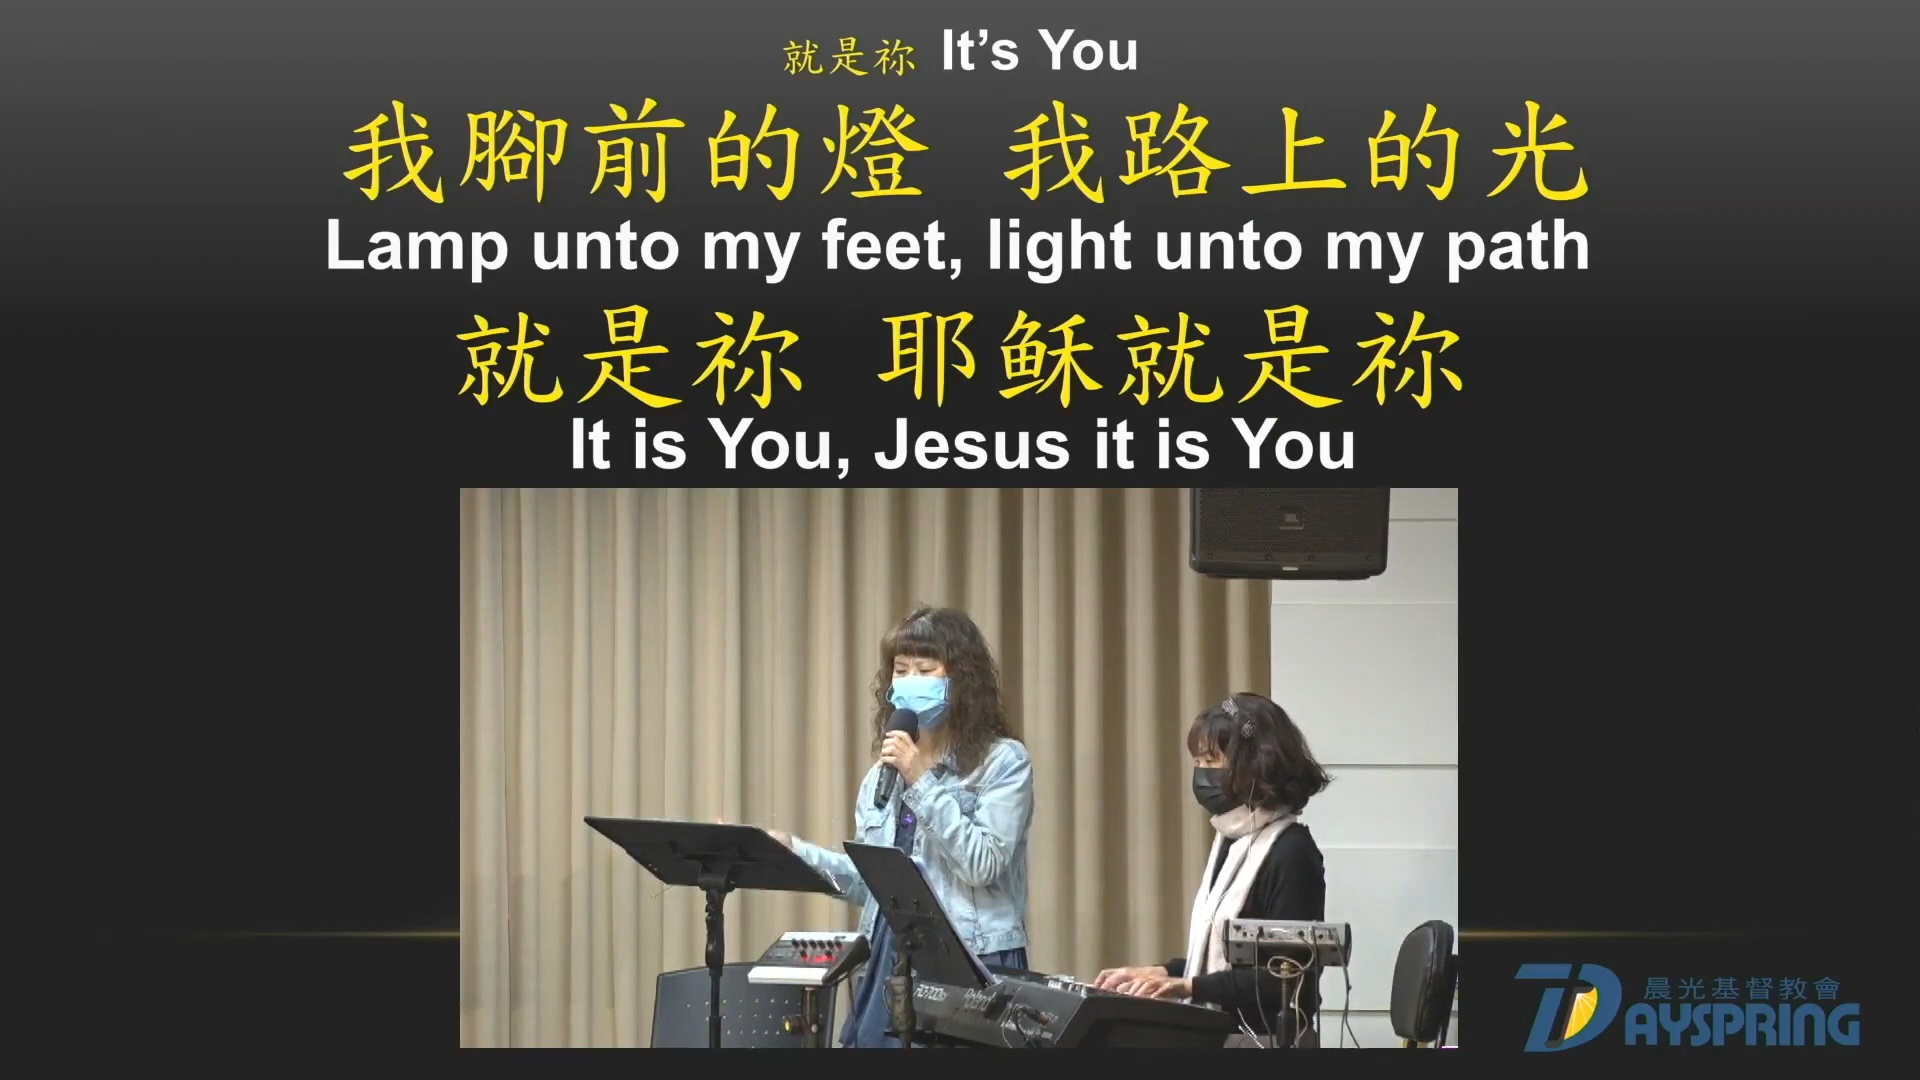 就是祢 It’s You
我腳前的燈 我路上的光
Lamp unto my feet, light unto my path
就是祢 耶穌就是祢
It is You, Jesus it is You
JBL
Roland
晨光基督教會
DAYSPRING